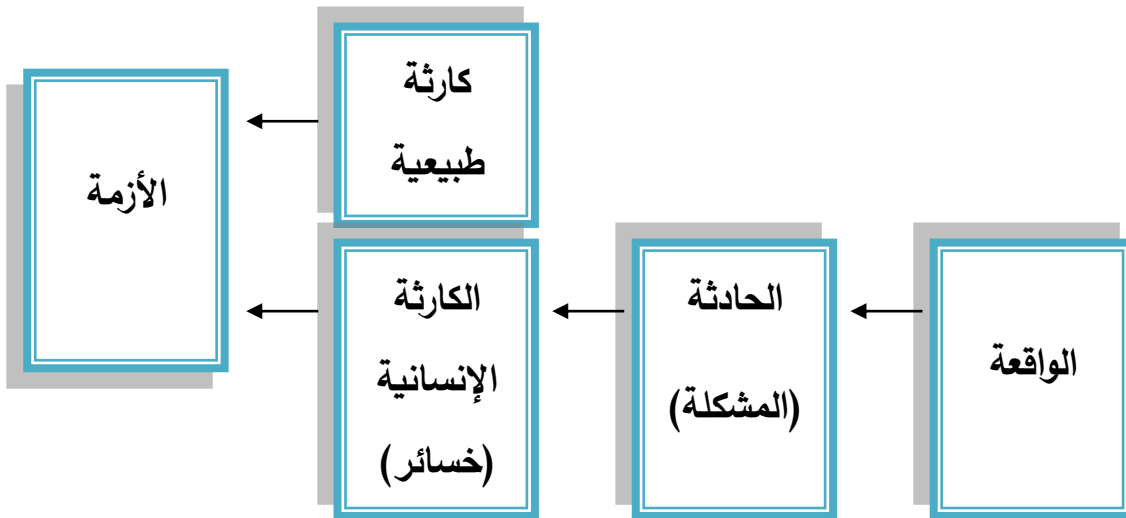 كارثة
طبيعية
الأزمة
الواقعة
الحادثة
(المشكلة)
الكارثة
الإنسانية
(خسائر)